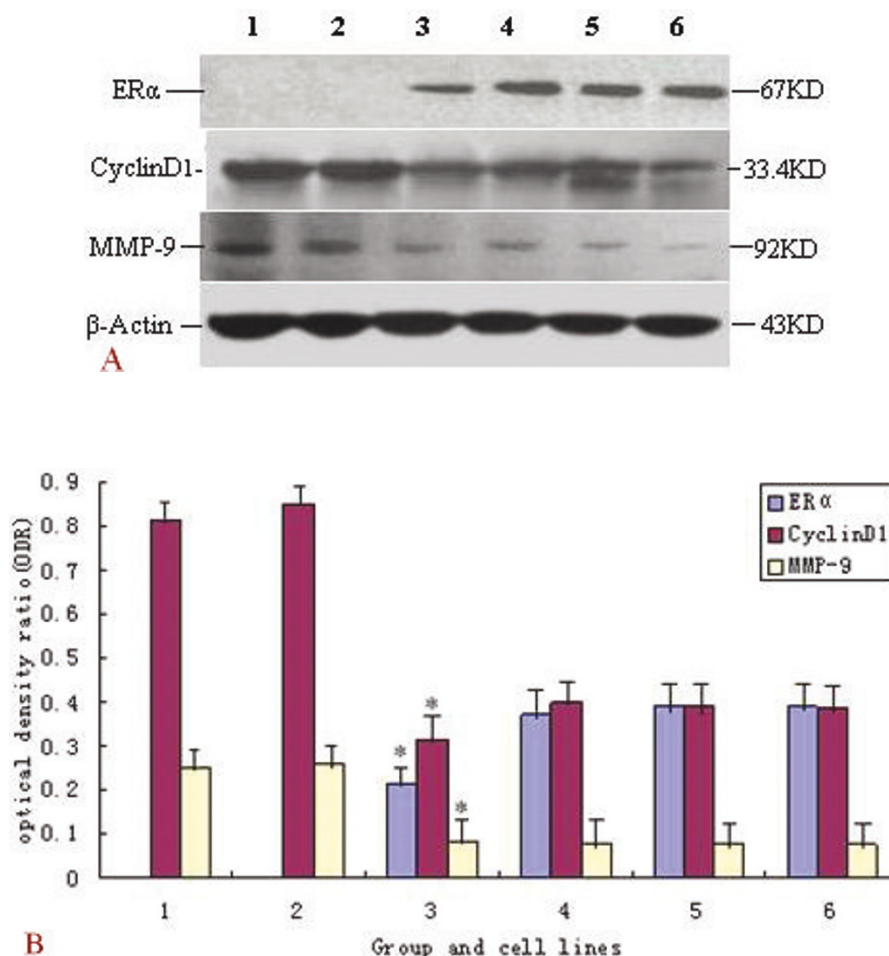 1 2 3 4 5 6
ERα 67KD
CyclinD1- 33.4KD
MMP-9 92KD
β-Actin 43KD
A
0.9
0.8
0.7
0.6
0.5
0.4
0.3
0.2
0.1
0
optical density ratio(ODR)
ERα
CyclinD1
MMP-9
* * *
1 2 3 4 5 6
Group and cell lines
B